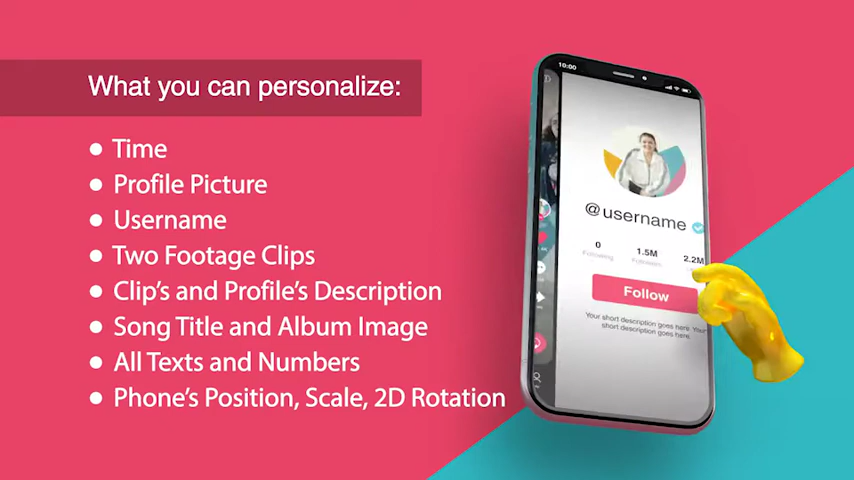 What you can personalize:
Time
Profile Picture
Username
Two Footage Clips
Clip's and Profile's Description
Song Title and Album Image
All Texts and Numbers
Phone's Position, Scale, 2D Rotation
10:00
@username
0
1.5M
2.2M
Following
Followers
Follow
Your short description goes here. Your
short description goes here.